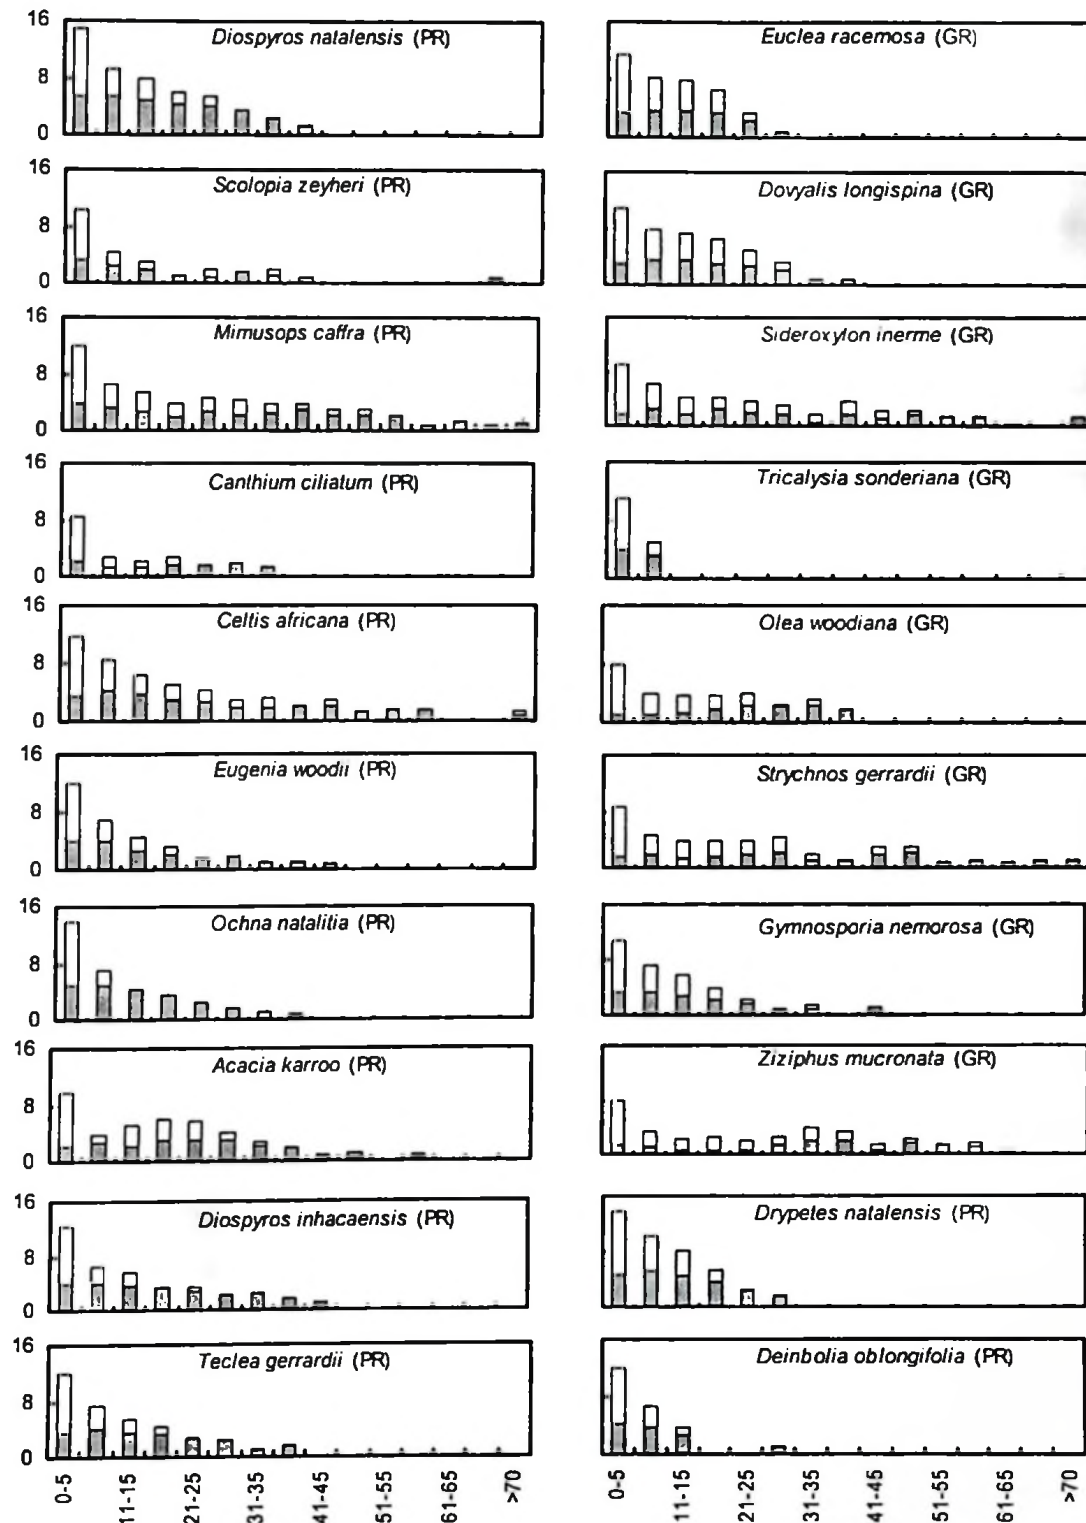 16
8
0
Diospyros natalensis (PR)
Euclea racemosa (GR)
16
8
0
Scolopia zeyheri (PR)
Dovyalis longispina (GR)
16
8
0
Mimusops caffra (PR)
Sideroxylon inerme (GR)
16
8
0
Canthium ciliatum (PR)
Tricalysia sonderiana (GR)
16
8
0
Celtis africana (PR)
Olea woodiana (GR)
16
8
0
Eugenia woodii (PR)
Strychnos gerrardii (GR)
16
8
0
Ochna natalitia (PR)
Gymnosporia nemorosa (GR)
16
8
0
Acacia karroo (PR)
Ziziphus mucronata (GR)
16
8
0
Diospyros inhacaensis (PR)
Drypetes natalensis (PR)
16
8
0
Teclea gerrardii (PR)
Deinbolia oblongifolia (PR)
0-5
11-15
21-25
31-35
41-45
51-55
61-65
>70
0-5
11-15
21-25
31-35
41-45
51-55
61-65
>70